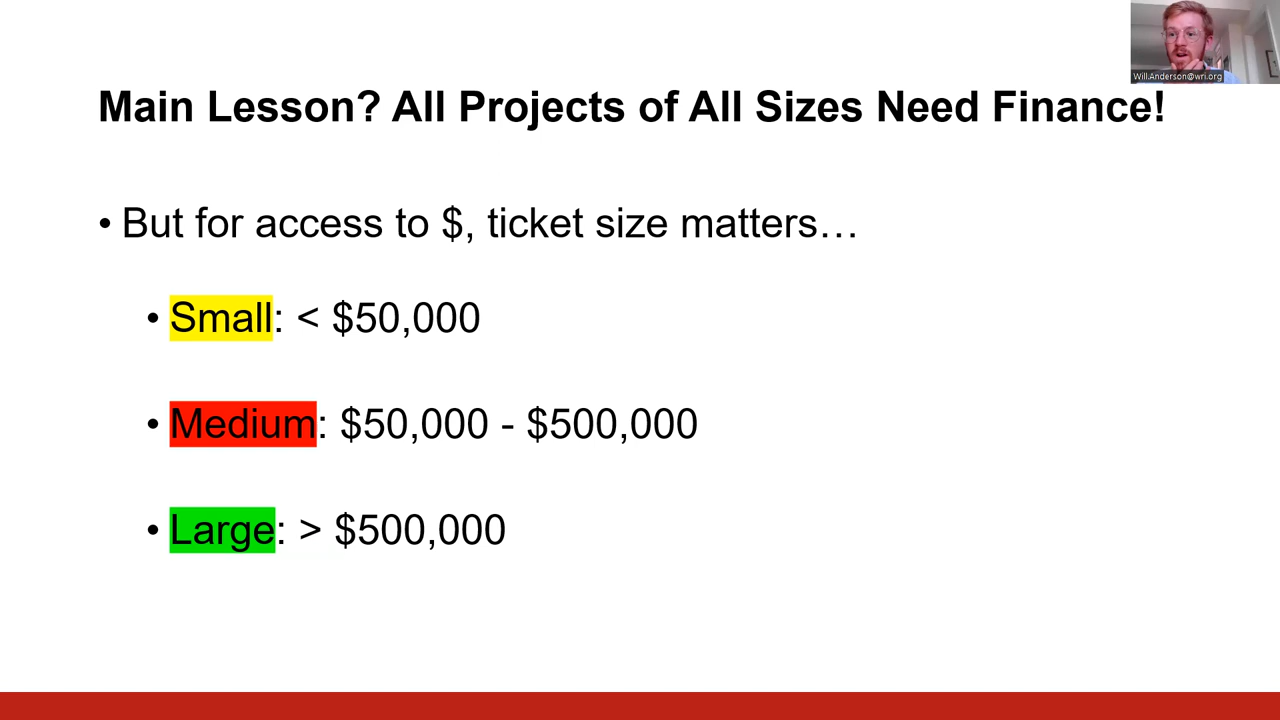 Will.Anderson@wri.org
Main Lesson? All Projects of All Sizes Need Finance!
• But for access to $, ticket size matters…
• Small: < $50,000
• Medium: $50,000 - $500,000
• Large: > $500,000